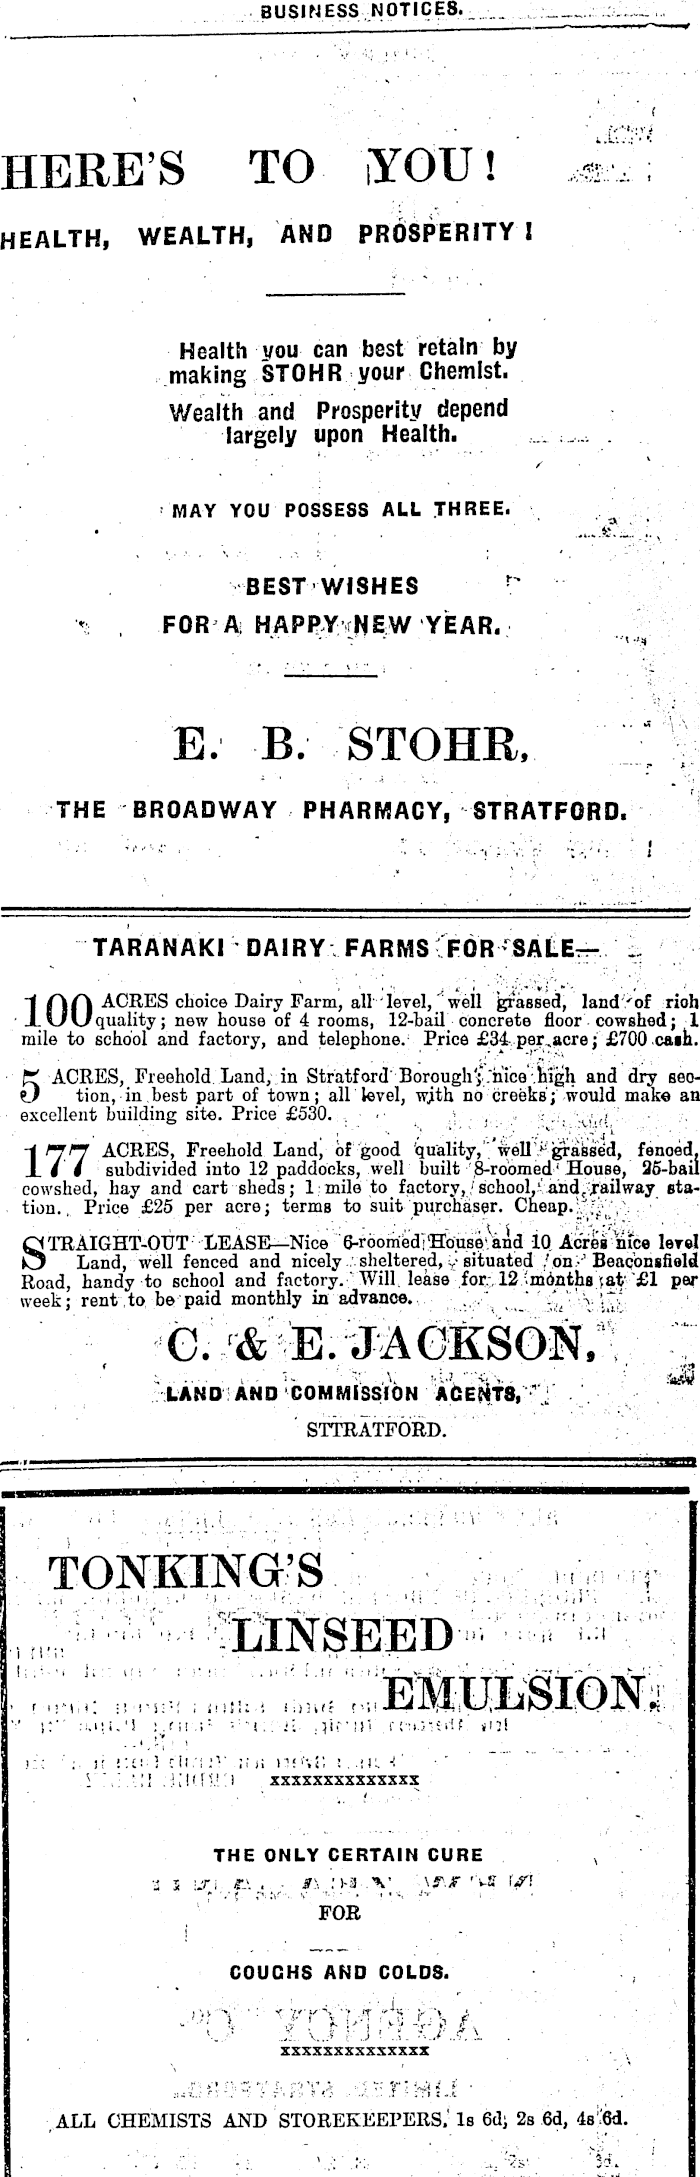 BUSINESS NOTICES.
HERE'S TO YOU!
HEALTH, WEALTH, AND PROSPERITY!
Health you can best retain by
making STOHR your Chemist.
Wealth and Prosperity depend
largely upon Health.
MAY YOU POSSESS ALL THREE.
BEST WISHES
FOR A HAPPY NEW YEAR.
E. B. STOHR,
THE BROADWAY PHARMACY, STRATFORD.
TARANAKI DAIRY FARMS FOR SALE—
100 ACRES choice Dairy Farm, all level, well grassed, land of rich
quality; new house of 4 rooms, 12-bail concrete floor cowshed; 1
mile to school and factory, and telephone. Price £34 per acre; £700 cash.
5 ACRES, Freehold Land, in Stratford Borough; nice high and dry sec-
tion, in best part of town; all level, with no creeks; would make an
excellent building site. Price £530.
177 ACRES, Freehold Land, of good quality, well grassed, fenced,
subdivided into 12 paddocks, well built 8-roomed House, 25-bail
cowshed, hay and cart sheds; 1 mile to factory, school, and railway sta-
tion. Price £25 per acre; terms to suit purchaser. Cheap.
STRAIGHT-OUT LEASE—Nice 6-roomed House and 10 Acres nice level
Land, well fenced and nicely sheltered, situated on Beaconsfield
Road, handy to school and factory. Will lease for 12 months at £1 per
week; rent to be paid monthly in advance.
C. & E. JACKSON,
LAND AND COMMISSION AGENTS,
STTRATFORD.
TONKING'S
LINSEED
EMULSION.
xxxxxxxxxxxxxx
THE ONLY CERTAIN CURE
FOR
COUGHS AND COLDS.
xxxxxxxxxxxxxx
ALL CHEMISTS AND STOREKEEPERS, 1s 6d, 2s 6d, 4s 6d.